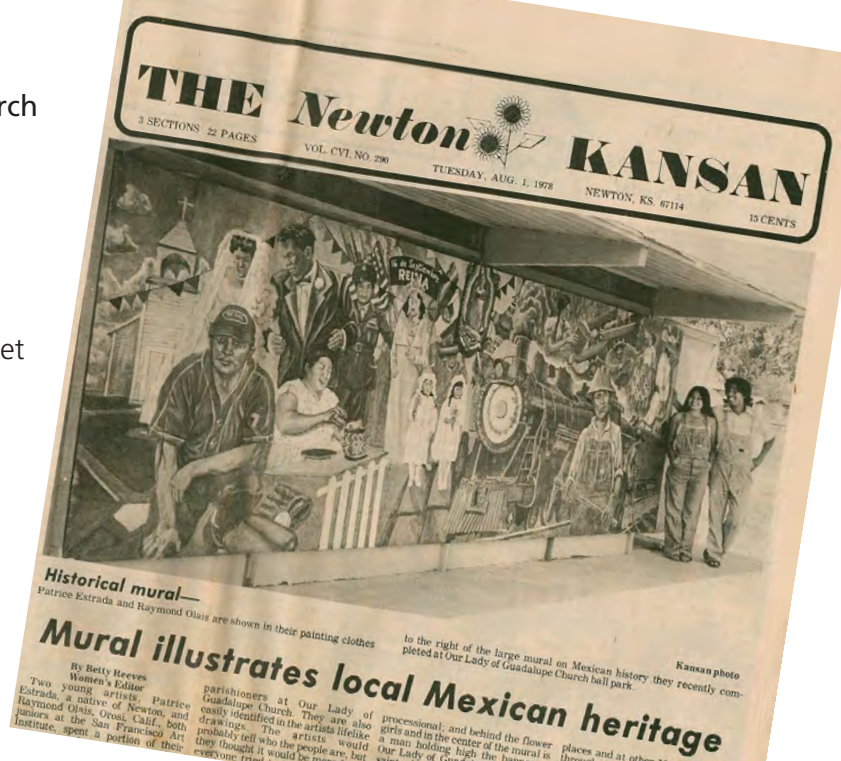 rch
et
THE Newton KANSAN
3 SECTIONS 22 PAGES VOL. CVI, NO. 290 TUESDAY, AUG. 1, 1978 NEWTON, KS. 67114 15 CENTS
16 de Septiembre
REINA
Historical mural—
Patrice Estrada and Raymond Olais are shown in their painting clothes
to the right of the large mural on Mexican history they recently com-
pleted at Our Lady of Guadalupe Church ball park.
Kansan photo
Mural illustrates local Mexican heritage
By Betty Reeves
Women's Editor
Two young artists, Patrice
Estrada, a native of Newton, and
Raymond Olais, Orosi, Calif., both
juniors at the San Francisco Art
Institute, spent a portion of their
parishioners at Our Lady of
Guadalupe Church. They are also
easily identified in the artists lifelike
drawings. The artists would
probably tell who the people are, but
they thought it would be
everyone tried
processional; and behind the flower
girls and in the center of the mural is
a man holding high the
Our Lady of
places and at other